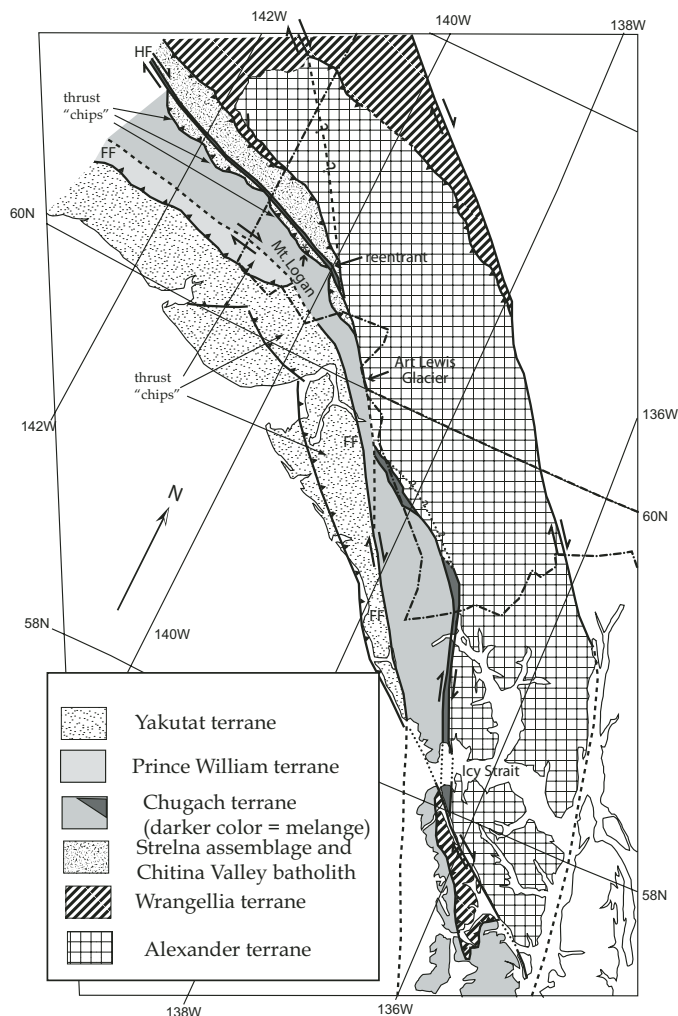 142W
140W
138W
HF
thrust
"chips"
FF
60N
Mt. Logan
reentrant
Art Lewis
Glacier
thrust
"chips"
136W
142W
FF
N
60N
58N
140W
FF
Yakutat terrane
Prince William terrane
Chugach terrane
(darker color = melange)
Strelna assemblage and
Chitina Valley batholith
Wrangellia terrane
Alexander terrane
Icy Strait
58N
138W
136W